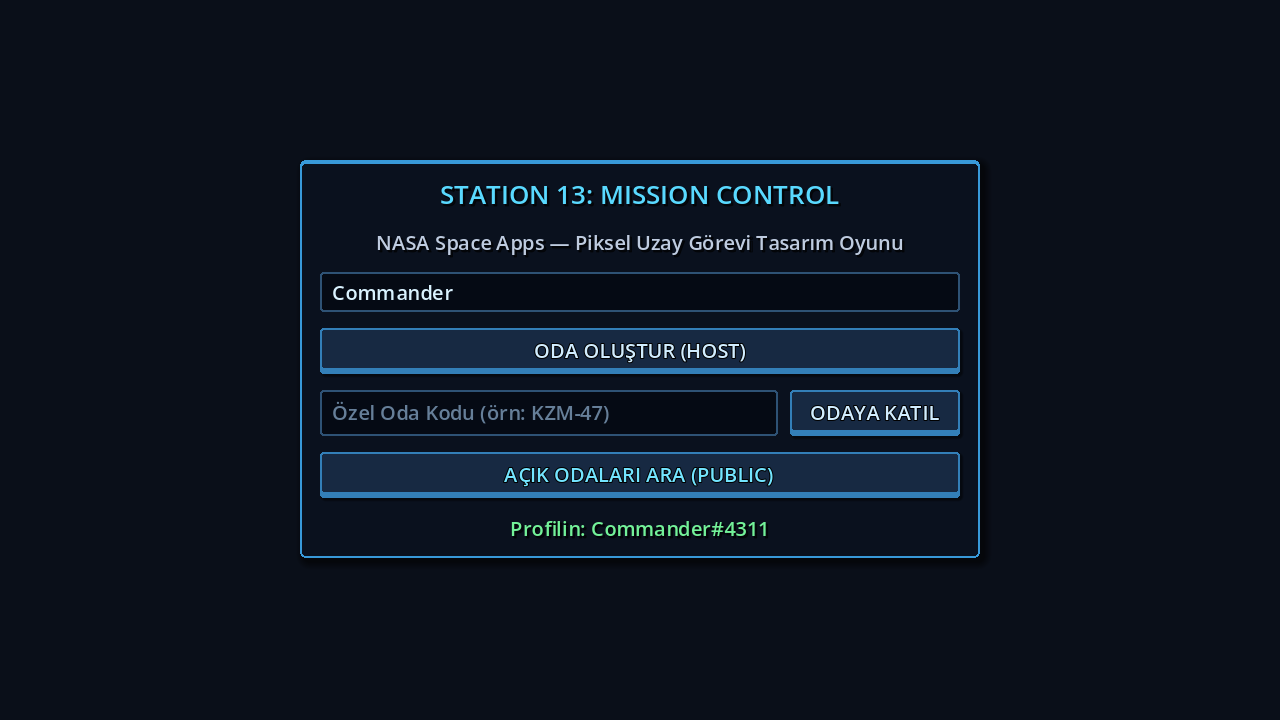 STATION 13: MISSION CONTROL
NASA Space Apps — Piksel Uzay Görevi Tasarım Oyunu
Commander
ODA OLUŞTUR (HOST)
Özel Oda Kodu (örn: KZM-47)
ODAYA KATIL
AÇIK ODALARI ARA (PUBLIC)
Profilin: Commander#4311